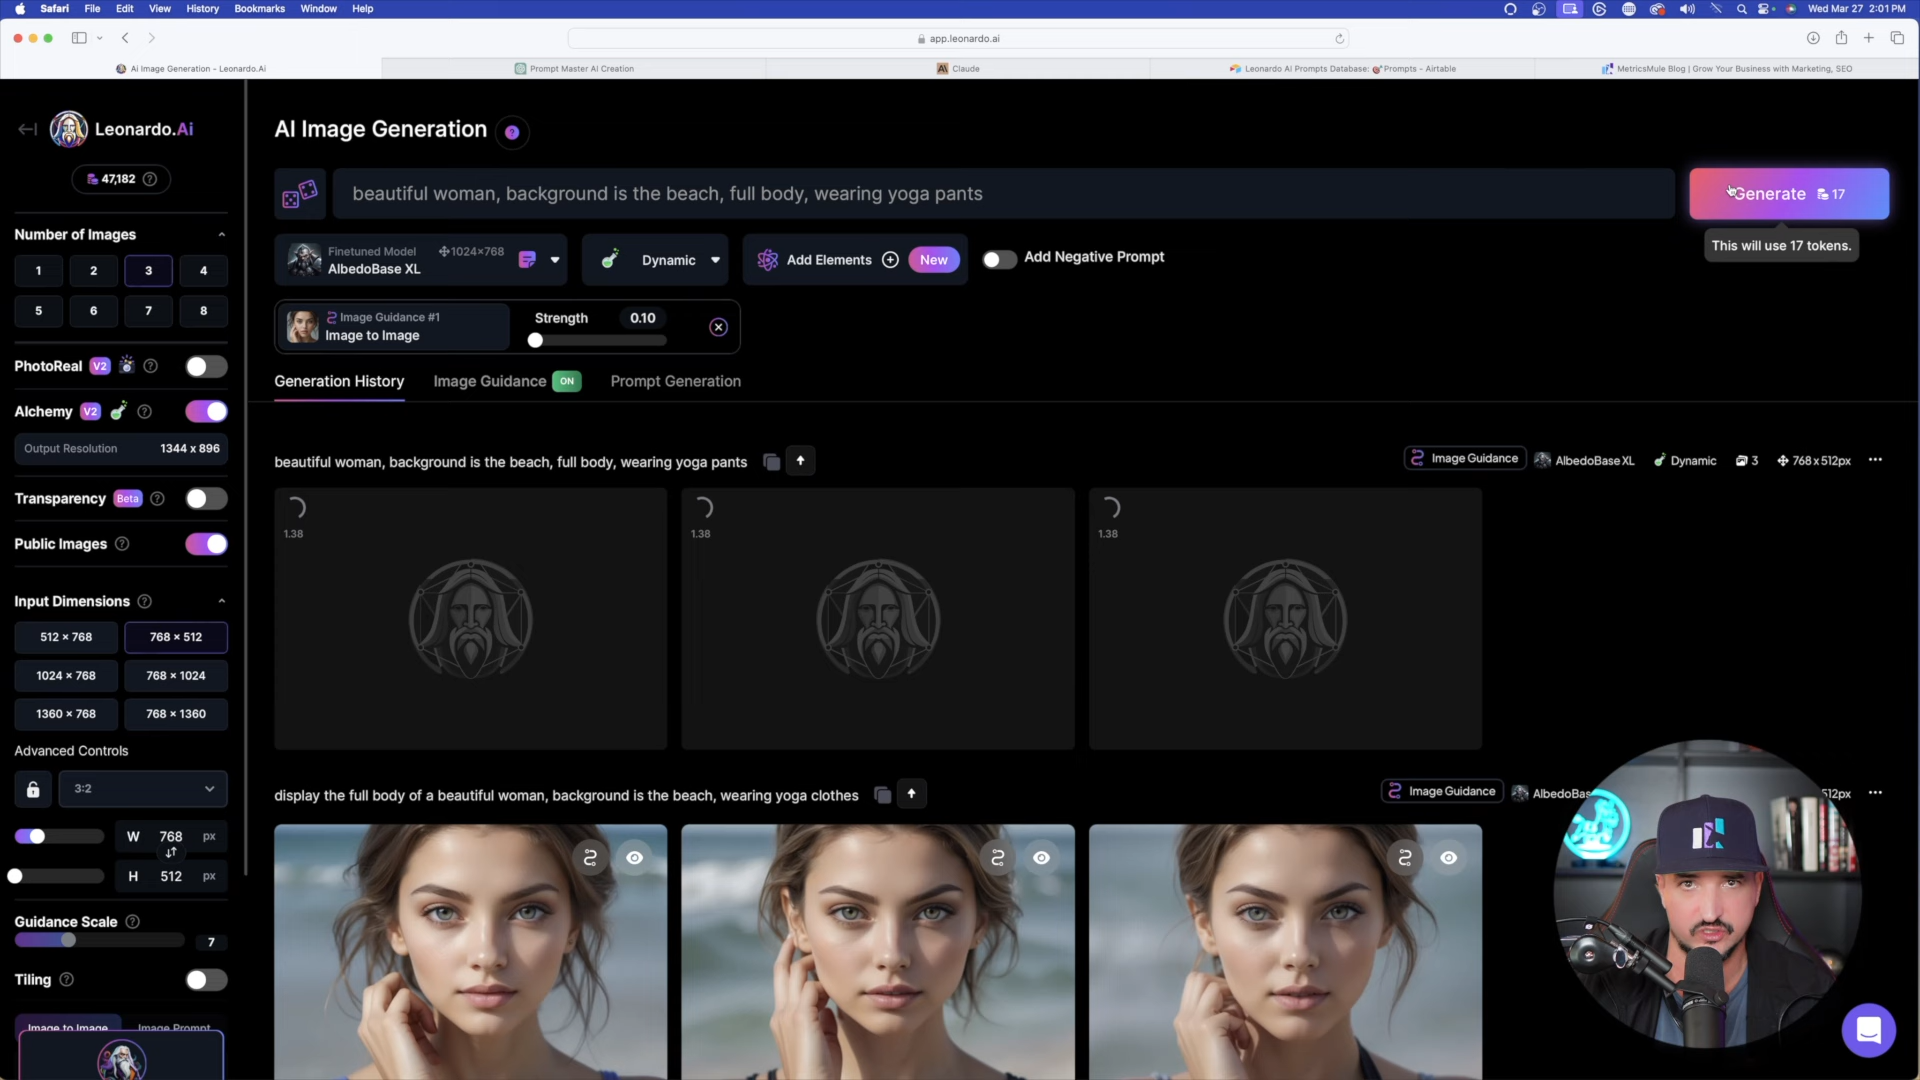 Safari File Edit View History Bookmarks Window Help Wed Mar 27 2:01 PM
app.leonardo.ai
Ai Image Generation – Leonardo.Ai
Prompt Master AI Creation
Claude
Leonardo AI Prompts Database: Prompts - Airtable
MetricsMule Blog | Grow Your Business with Marketing, SEO
Leonardo.Ai
47,182
Number of Images
1 2 3 4
5 6 7 8
PhotoReal V2
Alchemy V2
Output Resolution 1344 x 896
Transparency Beta
Public Images
Input Dimensions
512 × 768 768 × 512
1024 × 768 768 × 1024
1360 × 768 768 × 1360
Advanced Controls
3:2
W 768 px
H 512 px
Guidance Scale
7
Tiling
Image to Image Image Prompt
AI Image Generation ?
beautiful woman, background is the beach, full body, wearing yoga pants
Generate 17
This will use 17 tokens.
Finetuned Model 1024×768
AlbedoBase XL
Dynamic
Add Elements New
Add Negative Prompt
Image Guidance #1
Image to Image
Strength 0.10
Generation History Image Guidance ON Prompt Generation
beautiful woman, background is the beach, full body, wearing yoga pants
Image Guidance AlbedoBase XL Dynamic 3 768 x 512px
1.38 1.38 1.38
display the full body of a beautiful woman, background is the beach, wearing yoga clothes
Image Guidance AlbedoBas 512px